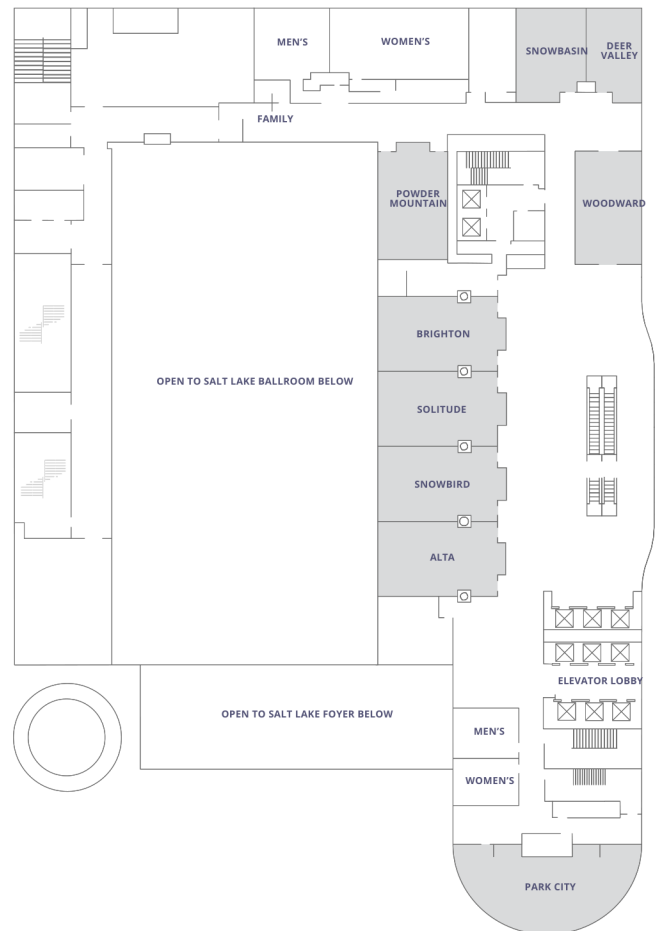 MEN'S
WOMEN'S
SNOWBASIN
DEER
VALLEY
FAMILY
POWDER
MOUNTAIN
WOODWARD
BRIGHTON
OPEN TO SALT LAKE BALLROOM BELOW
SOLITUDE
SNOWBIRD
ALTA
ELEVATOR LOBBY
OPEN TO SALT LAKE FOYER BELOW
MEN'S
WOMEN'S
PARK CITY